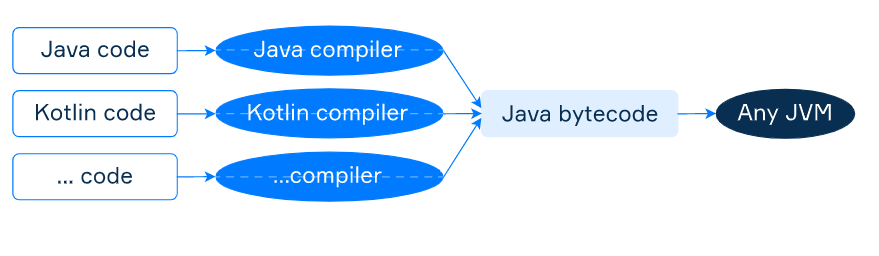 Java code
Java compiler
Kotlin code
Kotlin compiler
Java bytecode
Any JVM
... code
...compiler